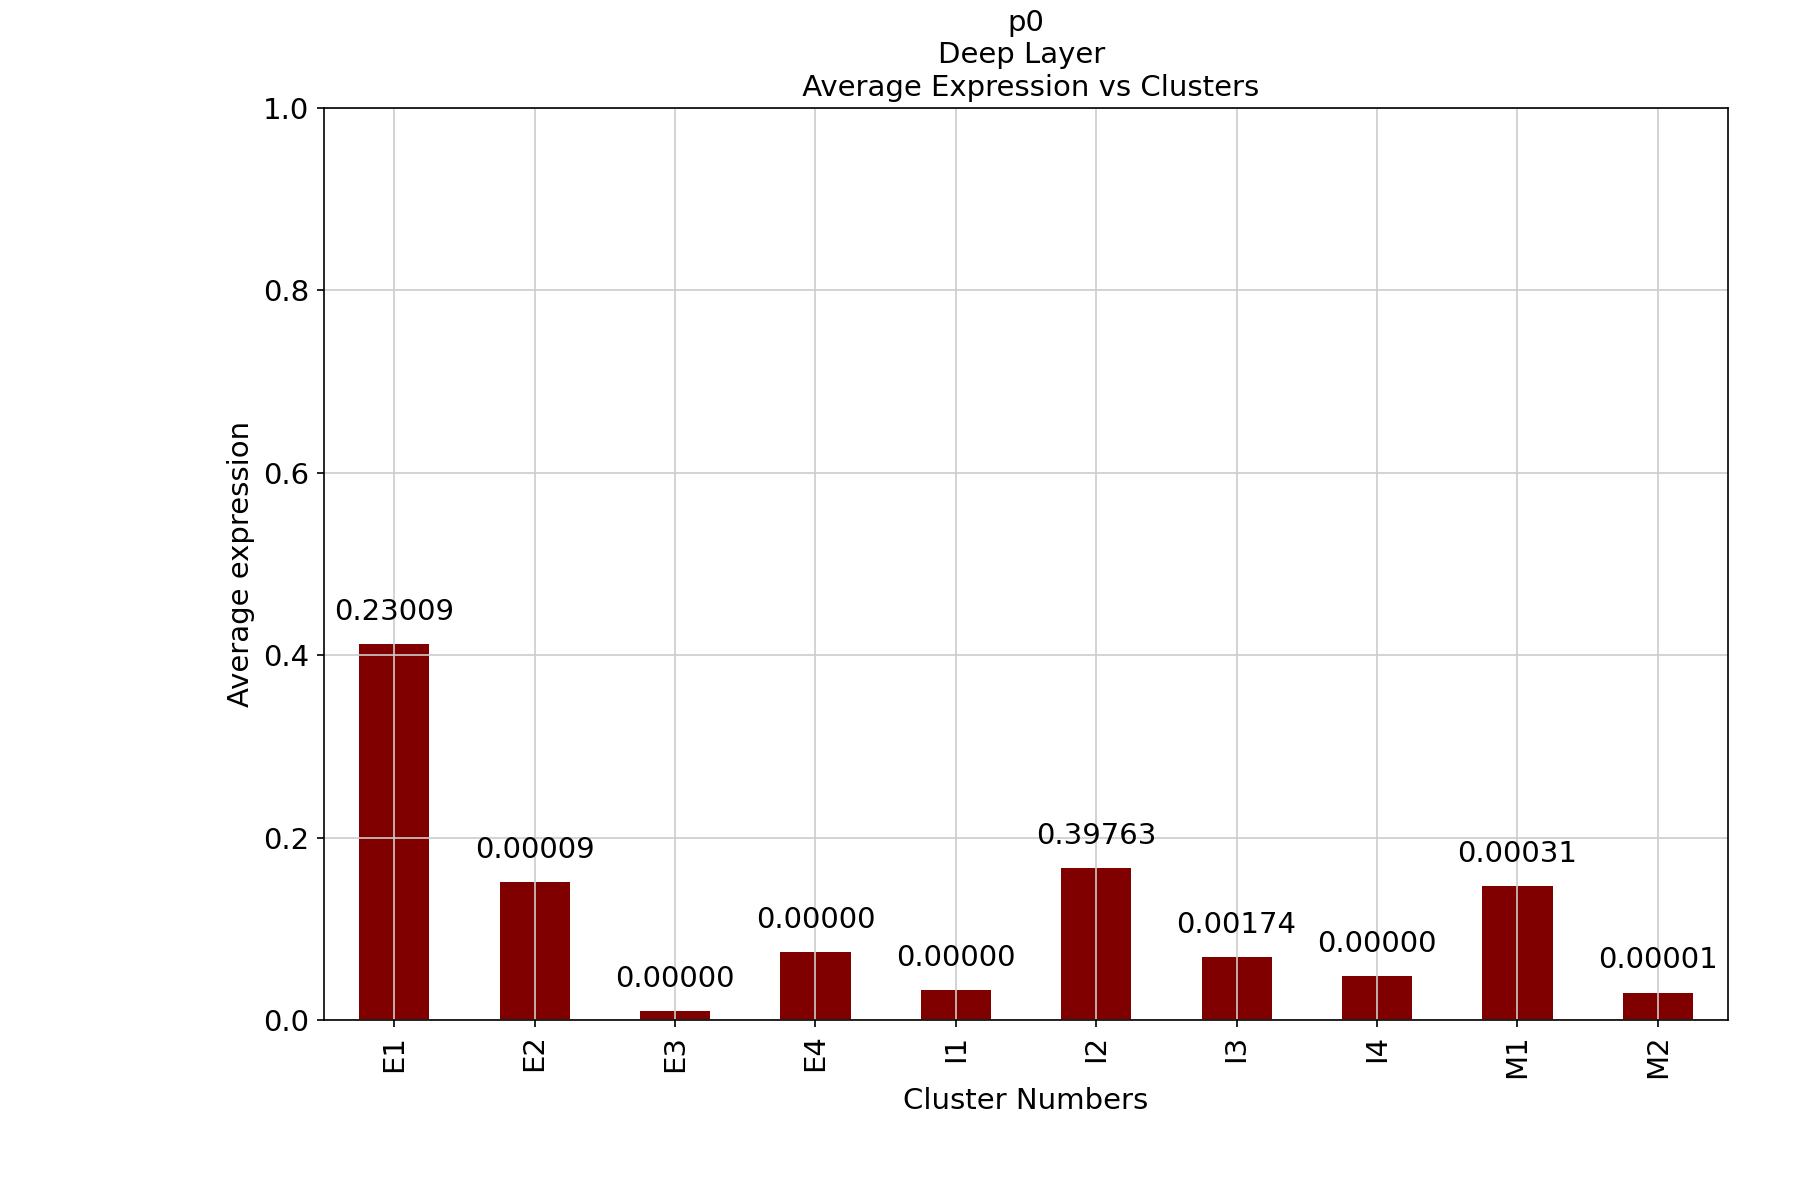 p0
Deep Layer
Average Expression vs Clusters
1.0
0.8
0.6
0.4
0.2
0.0
Average expression
0.23009
0.00009
0.00000
0.00000
0.00000
0.39763
0.00174
0.00000
0.00031
0.00001
E1
E2
E3
E4
I1
I2
I3
I4
M1
M2
Cluster Numbers